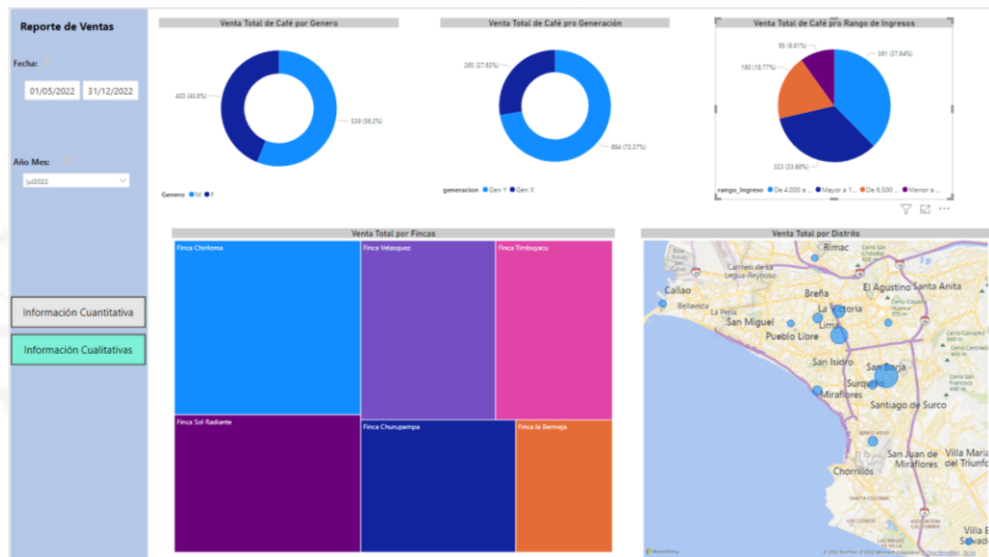 Reporte de Ventas
Fecha:
01/05/2022 31/12/2022
Año Mes:
jul2022
Información Cuantitativa
Información Cualitativas
Venta Total de Café por Genero
420 (43.8%)
539 (56.2%)
Genero M F
Venta Total de Café pro Generación
265 (27.63%)
694 (72.37%)
generacion Gen Y Gen X
Venta Total de Café pro Rango de Ingresos
95 (9.91%)
361 (37.64%)
180 (18.77%)
323 (33.68%)
rango_Ingreso De 4,000 a ... Mayor a 1... De 8,500 ... Menor a ...
Venta Total por Fincas
Finca Chiriloma
Finca Velasquez
Finca Timbuyacu
Finca Sol Radiante
Finca Churupampa
Finca la Bermeja
Venta Total por Distrito
Rimac
Carmen de La
Legua-Reynoso
El Agustino
Santa Anita
Callao
Breña
Bellavista
La Perla
La Victoria
San Miguel
Lima
Pueblo Libre
San Isidro
San Borja
Surquillo
Miraflores
Santiago de Surco
San Juan de
Miraflores
Villa Maria
del Triunfo
Chorrillos
Villa E
Salvado